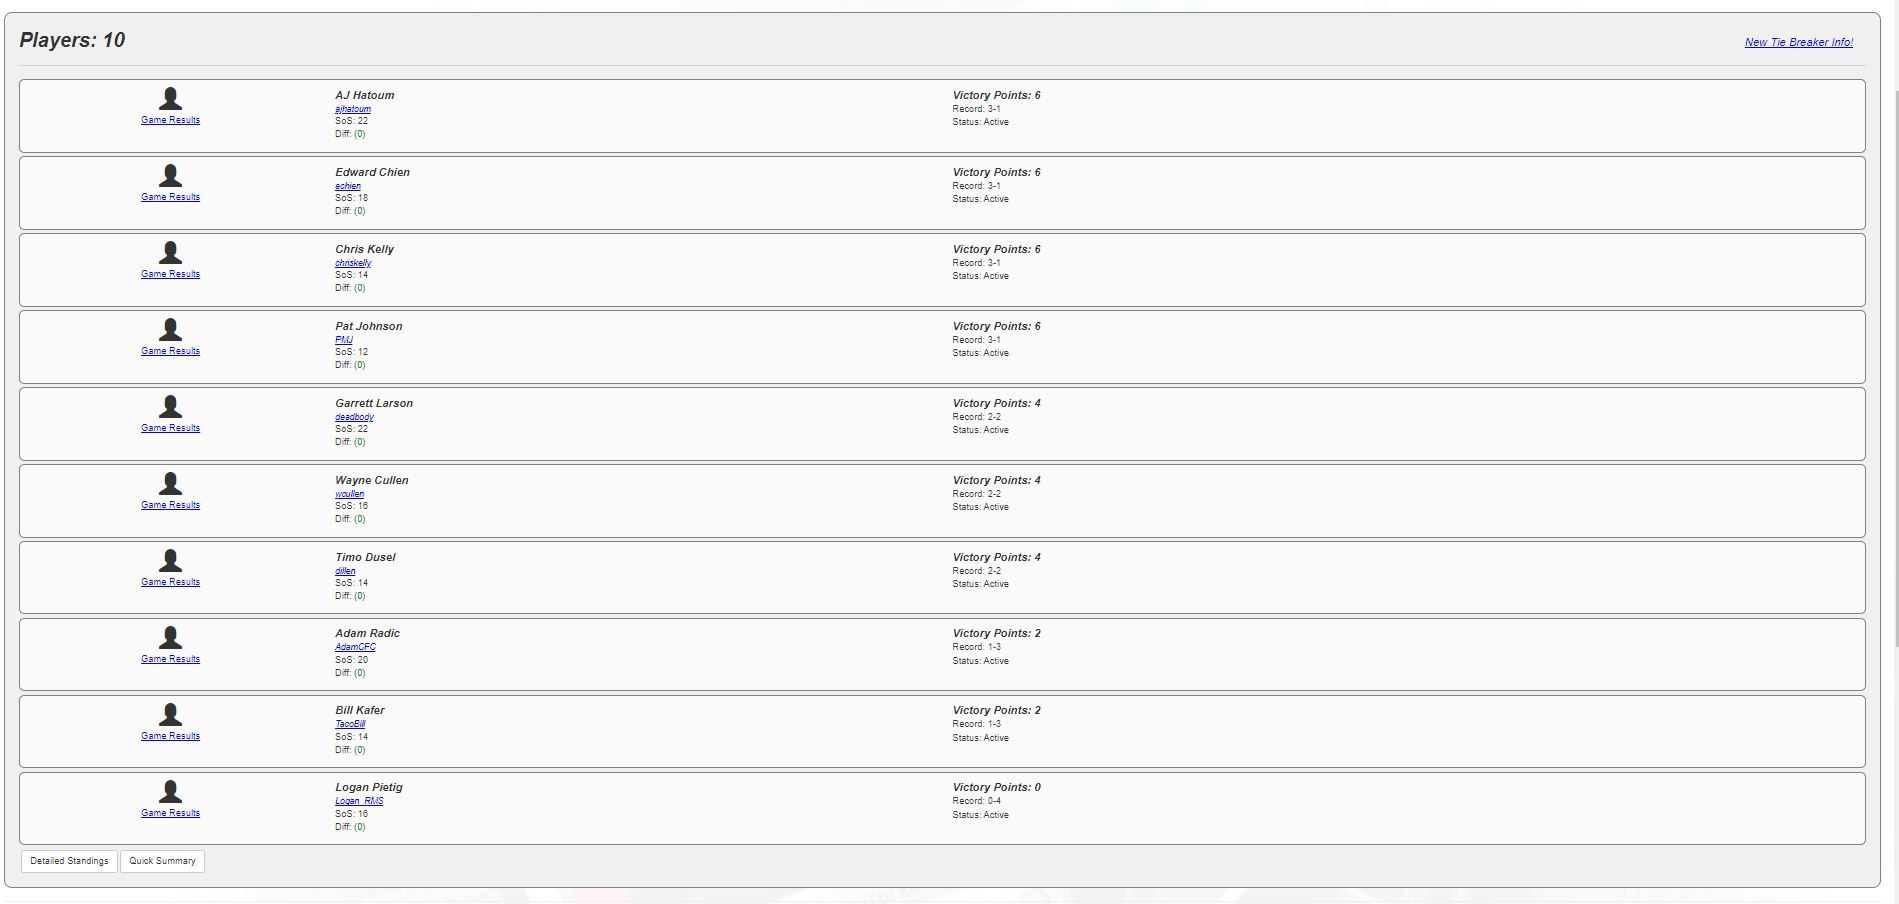 Players: 10
New Tie Breaker Info!
AJ Hatoum
Victory Points: 6
ajhatoum
Record: 3-1
Game Results
SoS: 22
Status: Active
Diff: (0)
Edward Chien
Victory Points: 6
echien
Record: 3-1
Game Results
SoS: 18
Status: Active
Diff: (0)
Chris Kelly
Victory Points: 6
chriskelly
Record: 3-1
Game Results
SoS: 14
Status: Active
Diff: (0)
Pat Johnson
Victory Points: 6
PMJ
Record: 3-1
Game Results
SoS: 12
Status: Active
Diff: (0)
Garrett Larson
Victory Points: 4
deadbody
Record: 2-2
Game Results
SoS: 22
Status: Active
Diff: (0)
Wayne Cullen
Victory Points: 4
wcullen
Record: 2-2
Game Results
SoS: 16
Status: Active
Diff: (0)
Timo Dusel
Victory Points: 4
dillen
Record: 2-2
Game Results
SoS: 14
Status: Active
Diff: (0)
Adam Radic
Victory Points: 2
AdamCFC
Record: 1-3
Game Results
SoS: 20
Status: Active
Diff: (0)
Bill Kafer
Victory Points: 2
TacoBill
Record: 1-3
Game Results
SoS: 14
Status: Active
Diff: (0)
Logan Pietig
Victory Points: 0
Logan_RMS
Record: 0-4
Game Results
SoS: 16
Status: Active
Diff: (0)
Detailed Standings
Quick Summary